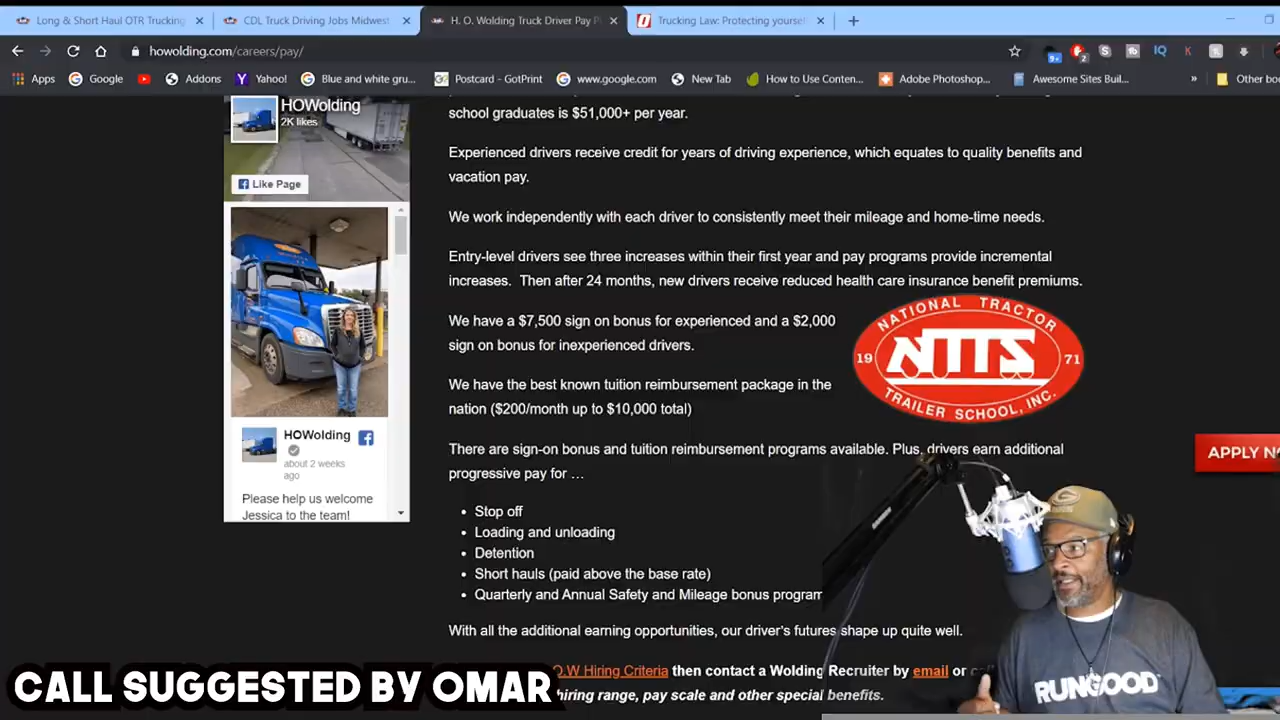 Long & Short Haul OTR Trucking
CDL Truck Driving Jobs Midwest
H. O. Wolding Truck Driver Pay P
Trucking Law: Protecting yoursel
howolding.com/careers/pay/
9+
2
IQ
K
Apps
Google
Addons
Yahoo!
Blue and white gru...
Postcard - GotPrint
www.google.com
New Tab
How to Use Conten...
Adobe Photoshop...
Awesome Sites Buil...
»
Other boo
HOWolding
2K likes
Like Page
HOWolding
about 2 weeks
ago
Please help us welcome
Jessica to the team!
school graduates is $51,000+ per year.
Experienced drivers receive credit for years of driving experience, which equates to quality benefits and
vacation pay.
We work independently with each driver to consistently meet their mileage and home-time needs.
Entry-level drivers see three increases within their first year and pay programs provide incremental
increases. Then after 24 months, new drivers receive reduced health care insurance benefit premiums.
We have a $7,500 sign on bonus for experienced and a $2,000
sign on bonus for inexperienced drivers.
We have the best known tuition reimbursement package in the
nation ($200/month up to $10,000 total)
NATIONAL TRACTOR
19 NTTS 71
TRAILER SCHOOL, INC.
There are sign-on bonus and tuition reimbursement programs available. Plus, drivers earn additional
progressive pay for …
• Stop off
• Loading and unloading
• Detention
• Short hauls (paid above the base rate)
• Quarterly and Annual Safety and Mileage bonus program
With all the additional earning opportunities, our driver's futures shape up quite well.
O.W Hiring Criteria then contact a Wolding Recruiter by email or
hiring range, pay scale and other special benefits.
APPLY N
RUNGOOD
CALL SUGGESTED BY OMAR